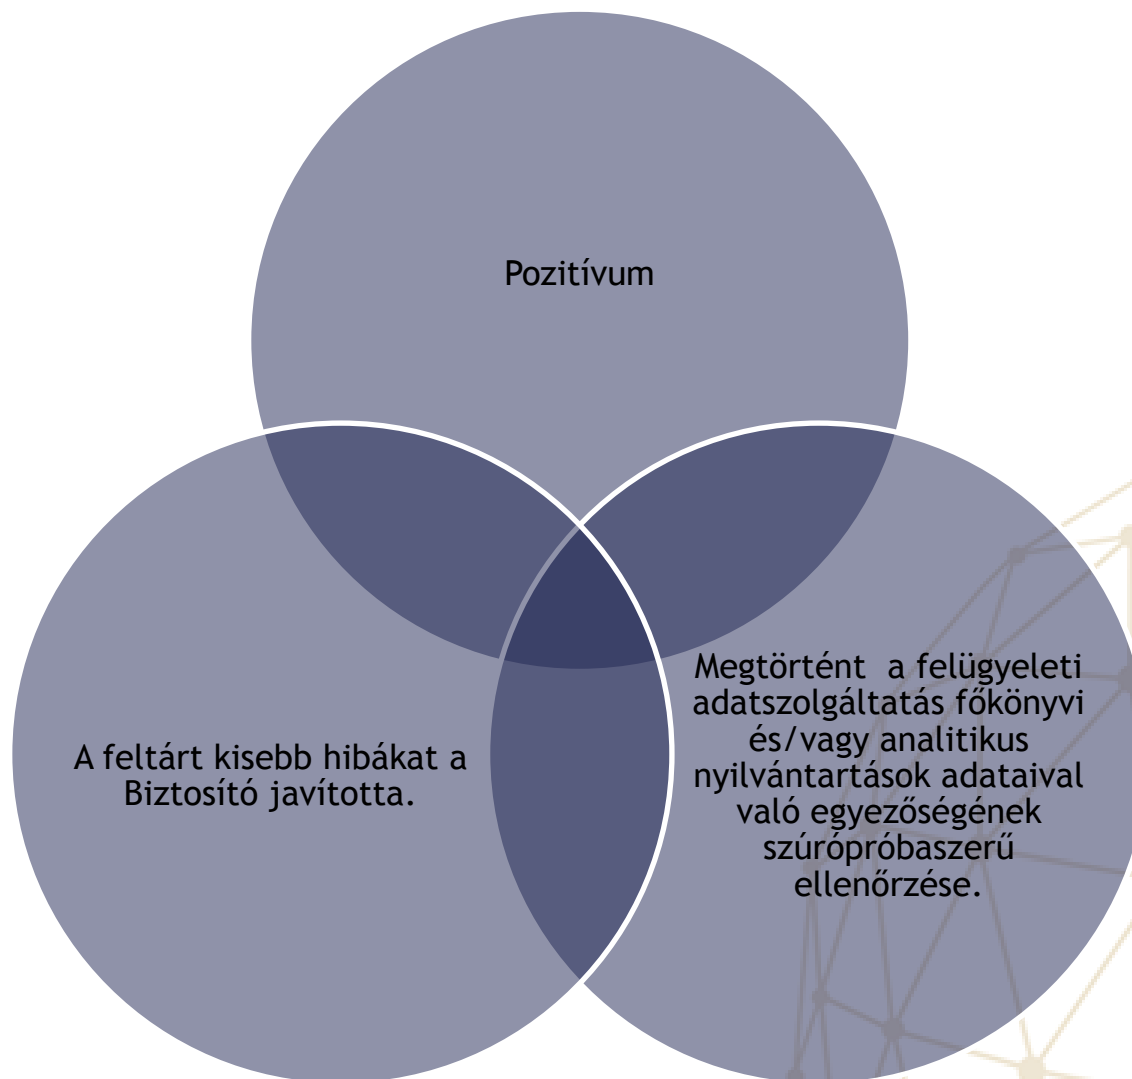 Pozitívum
A feltárt kisebb hibákat a
Biztosító javította.
Megtörtént  a felügyeleti
adatszolgáltatás főkönyvi
és/vagy analitikus
nyilvántartások adataival
való egyezőségének
szúrópróbaszerű
ellenőrzése.